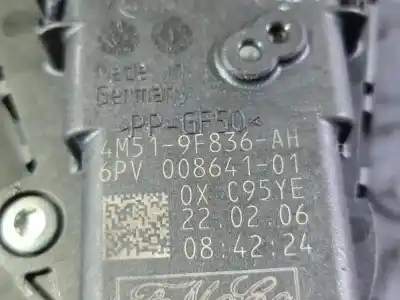 Made in
Germany
>PP-GF50<
4M51-9F836-AH
6PV 008641-01
0X C95YE
22.02.06
08:42:24
FoMoCo